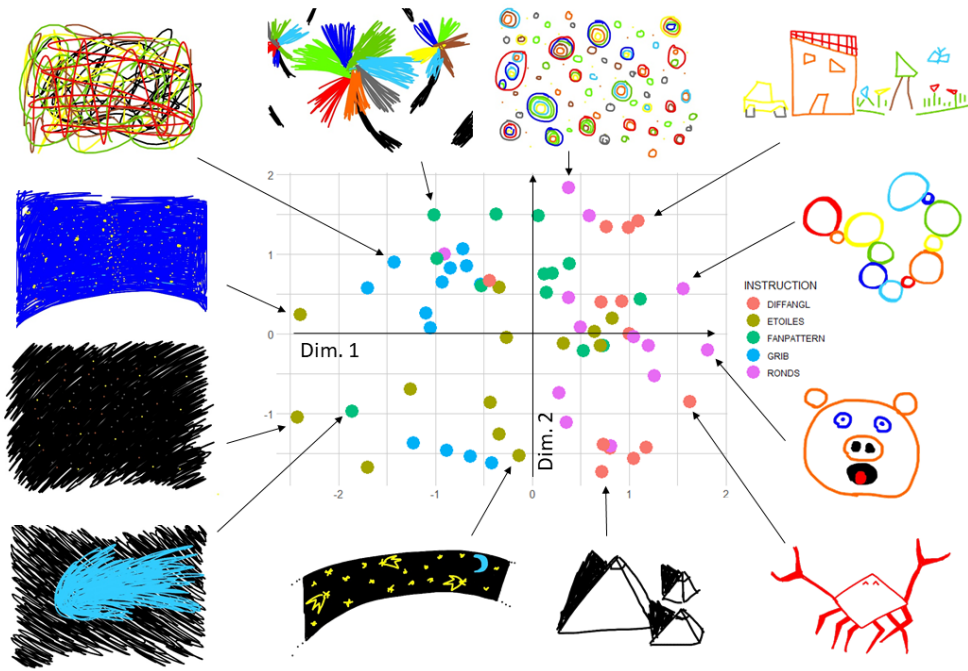 2
1
0
-1
-2
-1
0
1
2
Dim. 1
Dim. 2
INSTRUCTION
DIFFANGL
ETOILES
FANPATTERN
GRIB
RONDS